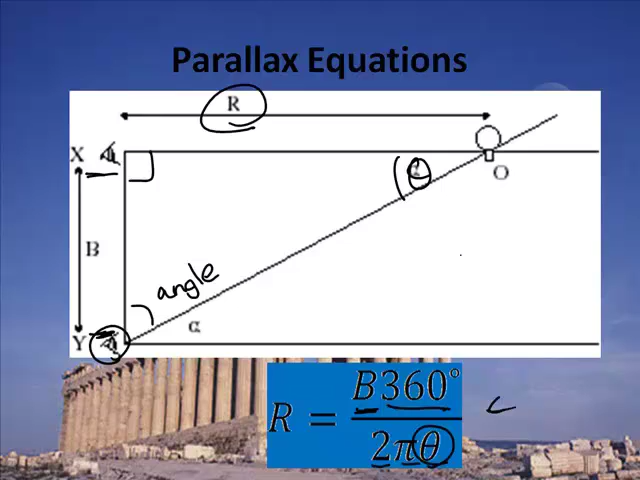 Parallax Equations
R
X
θ
O
B
angle
Y
α
R = B360° / 2πθ